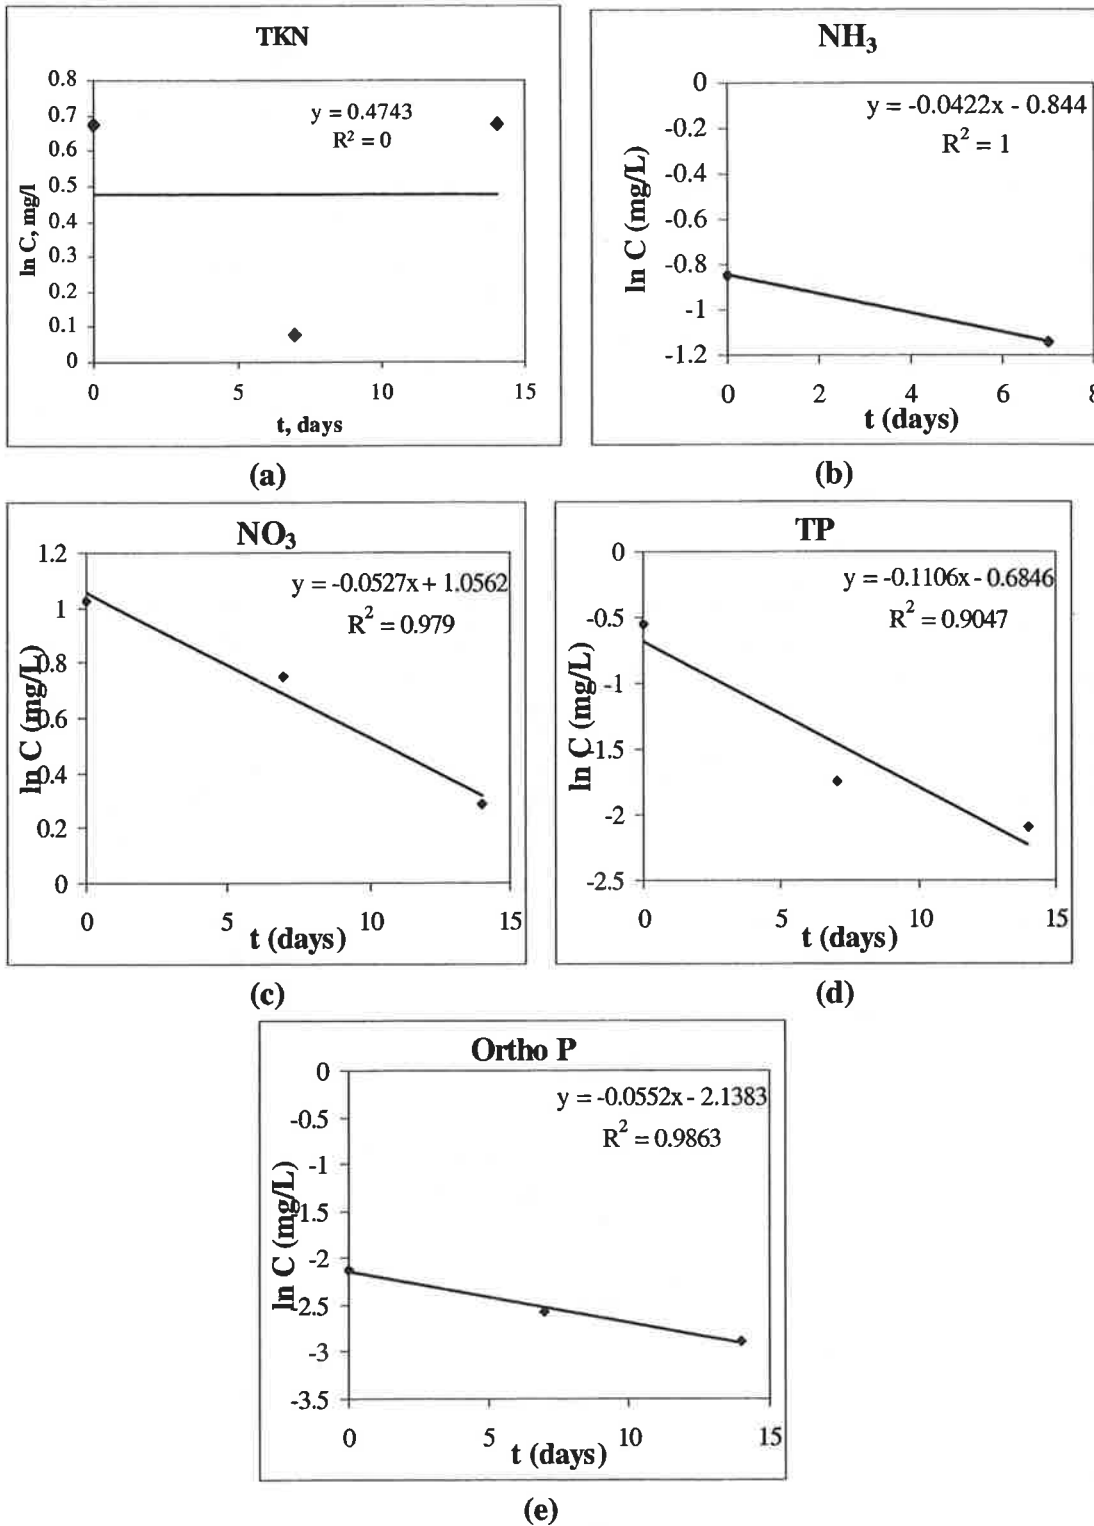 TKN
y = 0.4743
R² = 0
0.8
0.7
0.6
0.5
0.4
0.3
0.2
0.1
0
ln C, mg/l
0 5 10 15
t, days
(a)
NH₃
y = -0.0422x - 0.844
R² = 1
0
-0.2
-0.4
-0.6
-0.8
-1
-1.2
ln C (mg/L)
0 2 4 6 8
t (days)
(b)
NO₃
y = -0.0527x + 1.0562
R² = 0.979
1.2
1
0.8
0.6
0.4
0.2
0
ln C (mg/L)
0 5 10 15
t (days)
(c)
TP
y = -0.1106x - 0.6846
R² = 0.9047
0
-0.5
-1
-1.5
-2
-2.5
ln C (mg/L)
0 5 10 15
t (days)
(d)
Ortho P
y = -0.0552x - 2.1383
R² = 0.9863
0
-0.5
-1
-1.5
-2
-2.5
-3
-3.5
ln C (mg/L)
0 5 10 15
t (days)
(e)